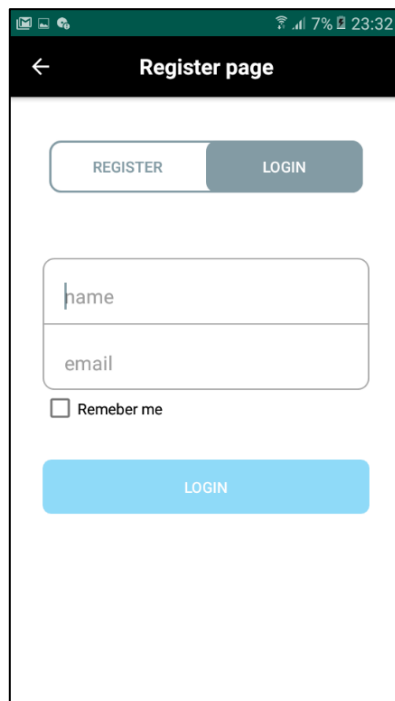 7% 23:32
Register page
REGISTER LOGIN
name
email
Remeber me
LOGIN